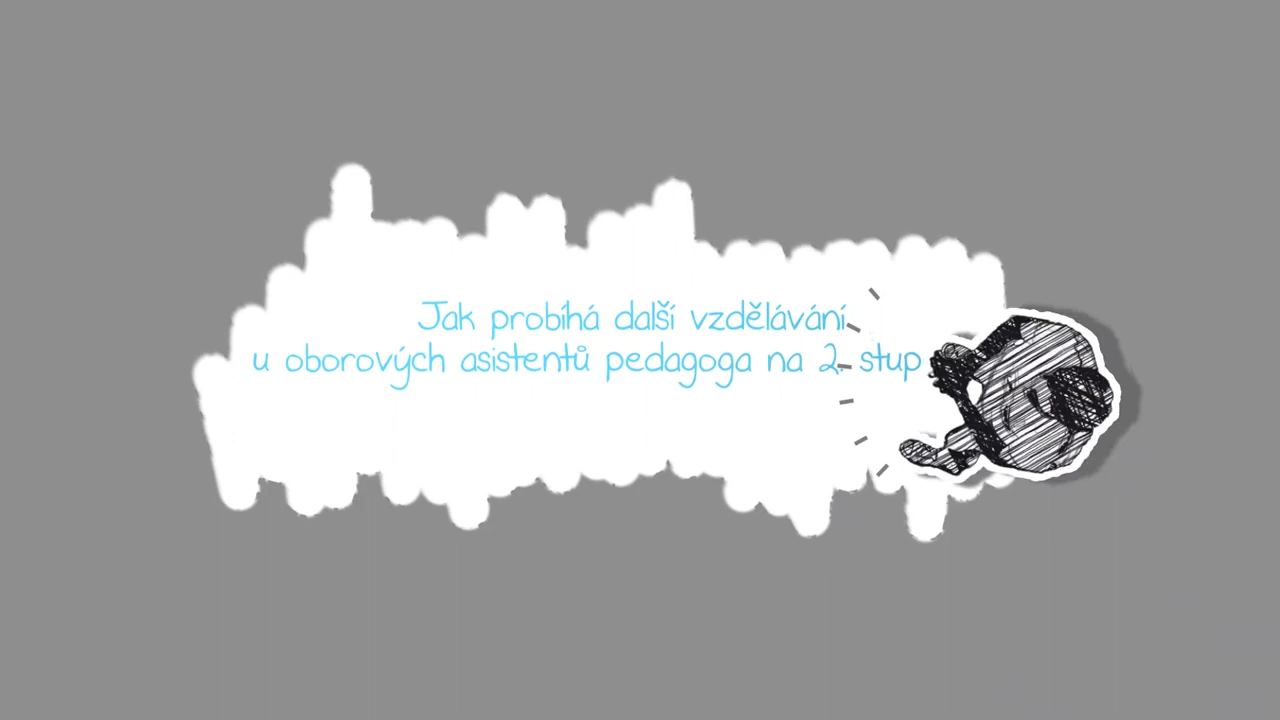 Jak probíhá další vzdělávání
u oborových asistentů pedagoga na 2. stup